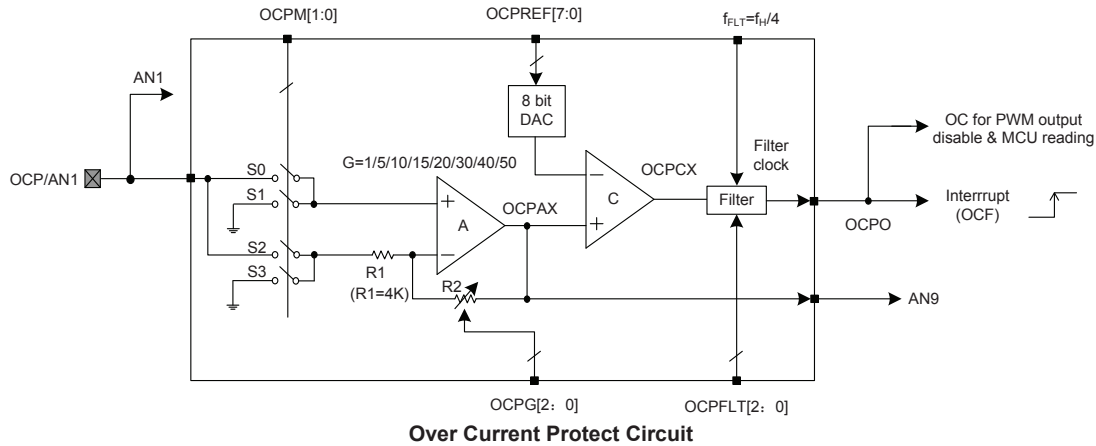 OCPM[1:0]
OCPREF[7:0]
fFLT=fH/4
AN1
8 bit
DAC
OC for PWM output
disable & MCU reading
Filter
clock
OCP/AN1
S0
G=1/5/10/15/20/30/40/50
OCPCX
S1
+
−
C
Filter
Interrrupt
(OCF)
OCPAX
A
+
OCPO
S2
−
S3
R1
(R1=4K)
R2
AN9
OCPG[2：0]
OCPFLT[2：0]
Over Current Protect Circuit